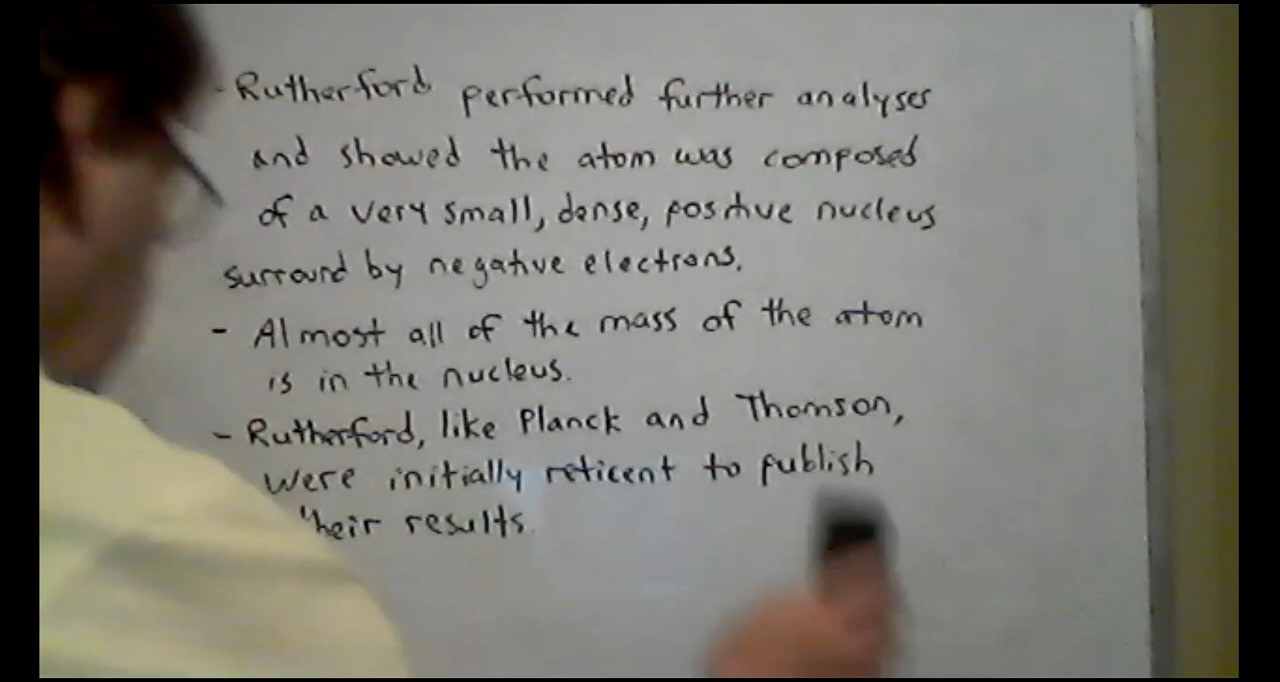 - Rutherford performed further analyses
and showed the atom was composed
of a very small, dense, positive nucleus
surround by negative electrons.
- Almost all of the mass of the atom
is in the nucleus.
- Rutherford, like Planck and Thomson,
were initially reticent to publish
their results.